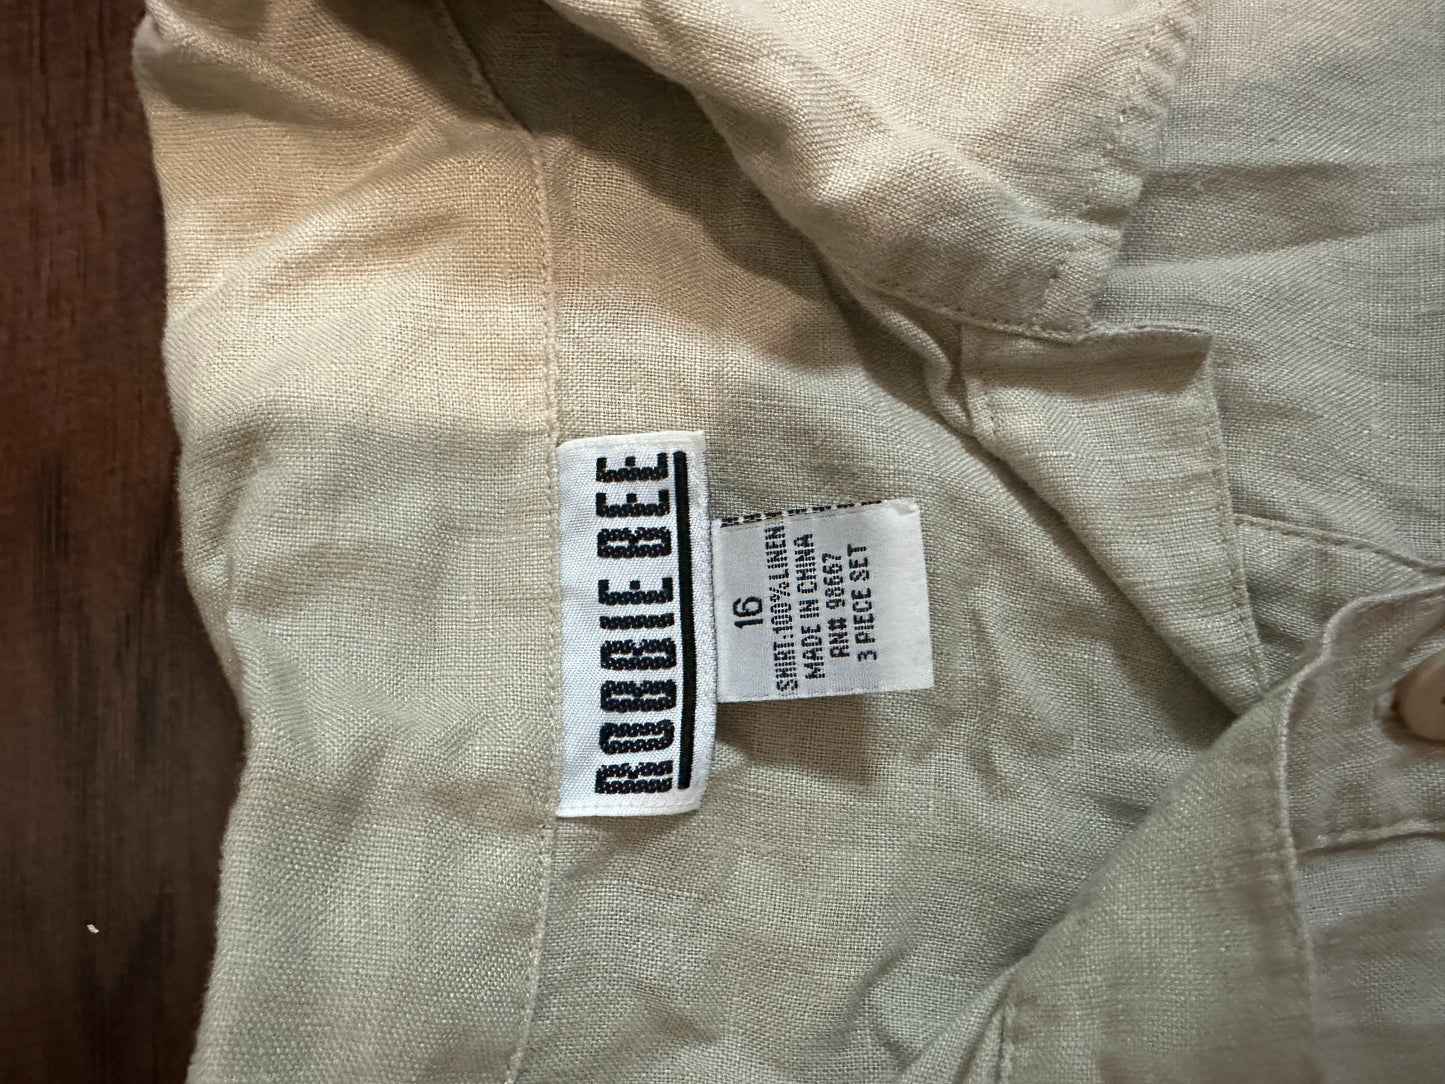 ROBBIE BEE
16
SHIRT:100%LINEN
MADE IN CHINA
RN# 98667
3 PIECE SET